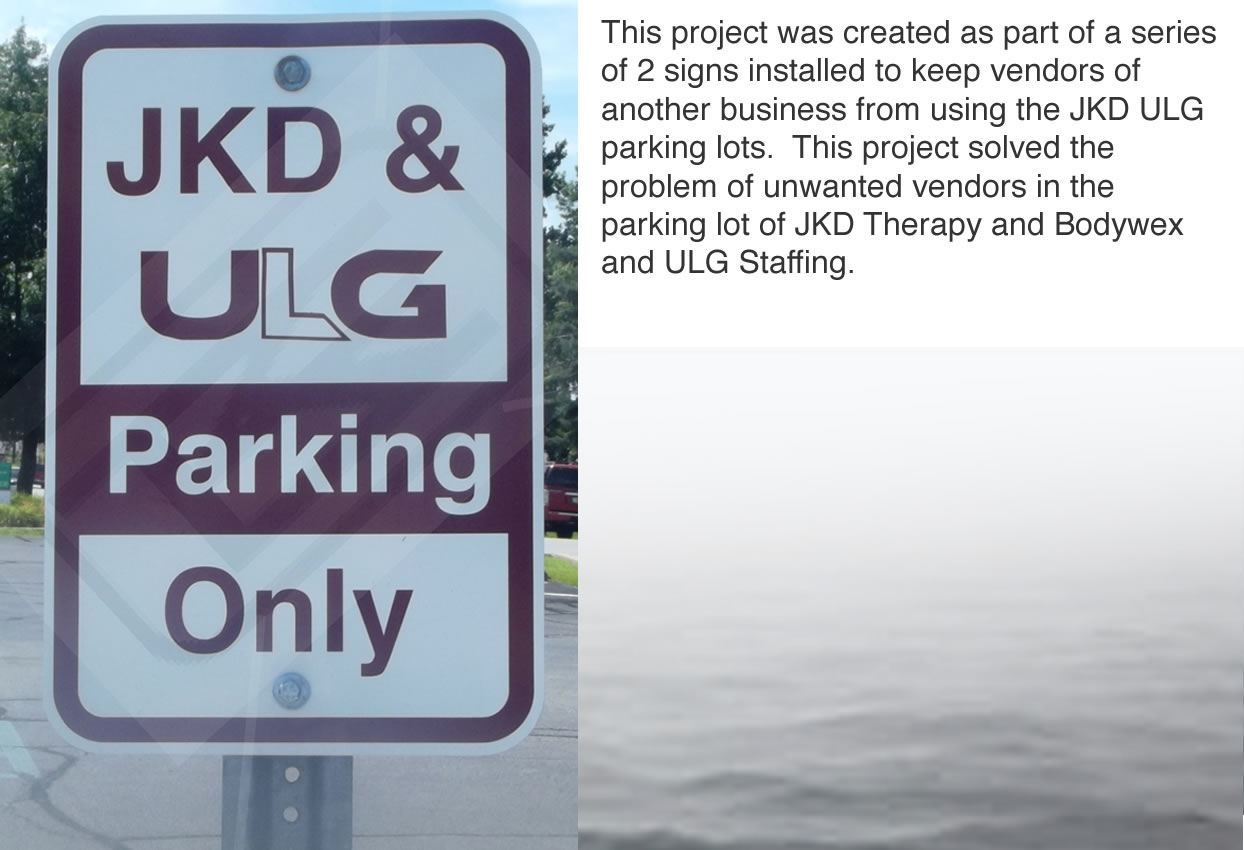 JKD &
ULG
Parking
Only
This project was created as part of a series
of 2 signs installed to keep vendors of
another business from using the JKD ULG
parking lots.  This project solved the
problem of unwanted vendors in the
parking lot of JKD Therapy and Bodywex
and ULG Staffing.